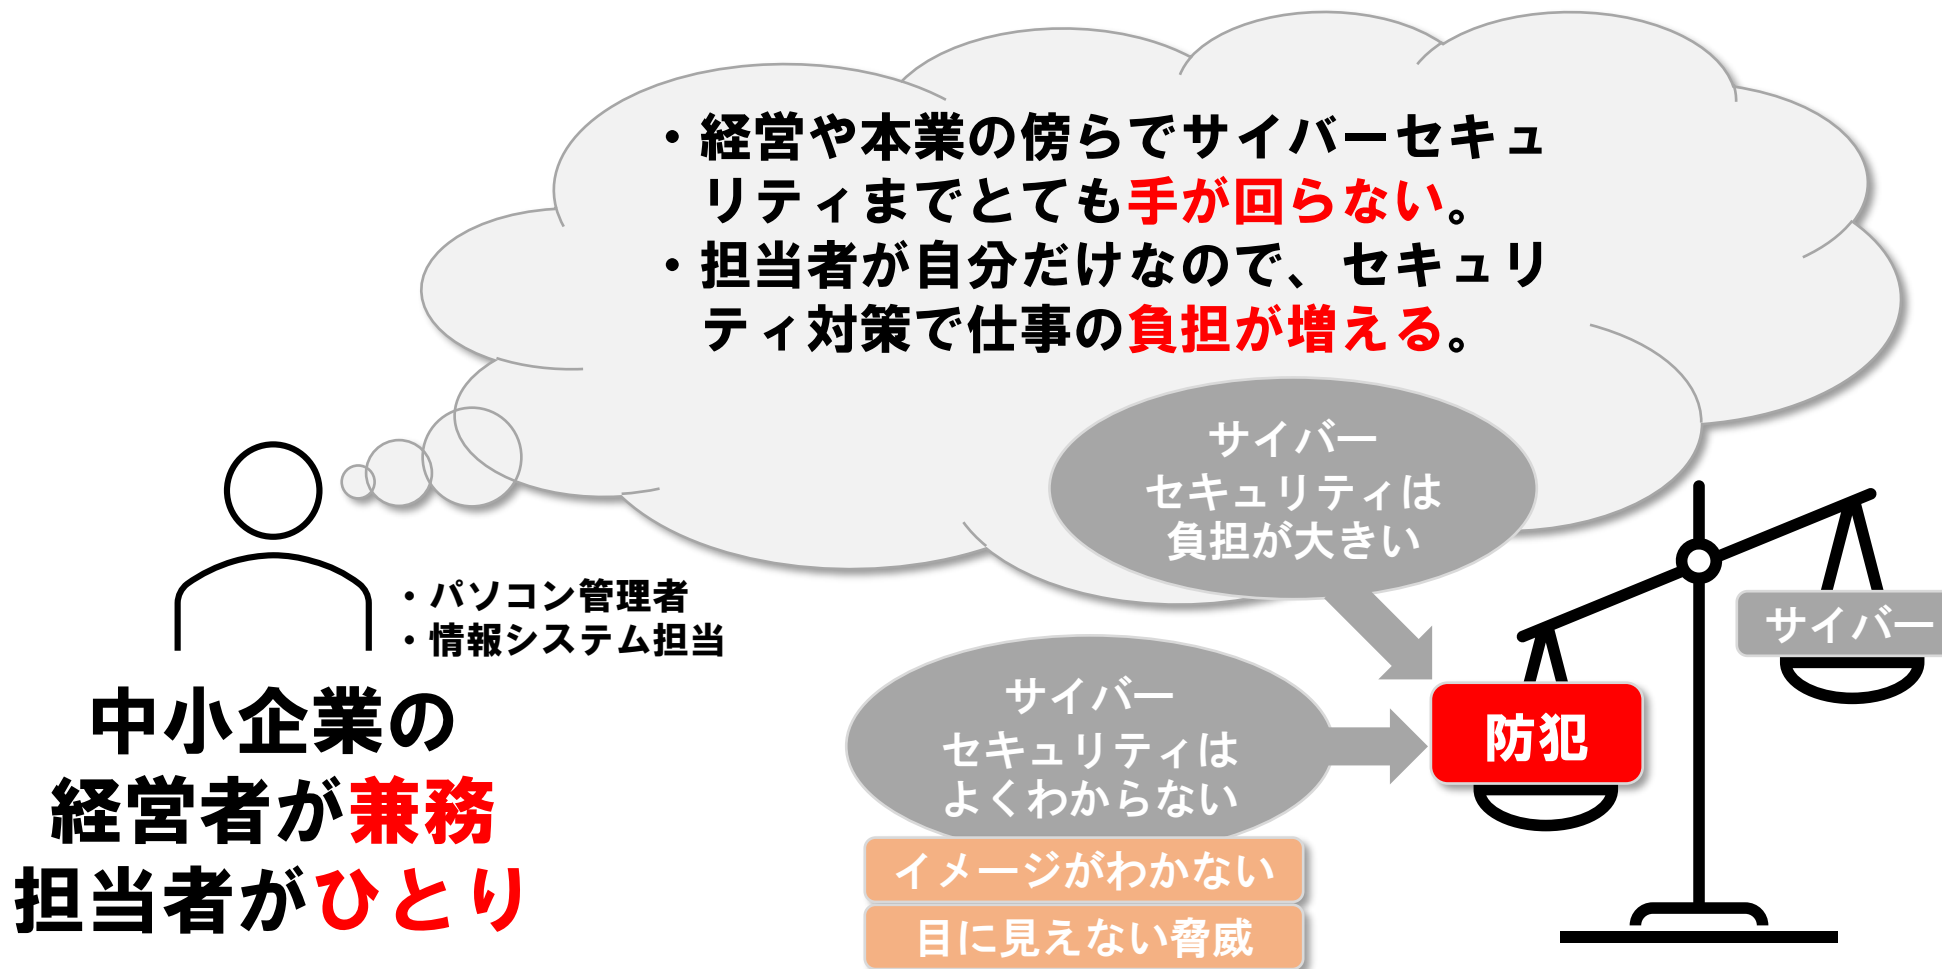 ・経営や本業の傍らでサイバーセキュ
リティまでとても手が回らない。
・担当者が自分だけなので、セキュリ
ティ対策で仕事の負担が増える。
サイバー
セキュリティは
負担が大きい
・パソコン管理者
・情報システム担当
サイバー
中小企業の
経営者が兼務
担当者がひとり
サイバー
セキュリティは
よくわからない
防犯
イメージがわかない
目に見えない脅威